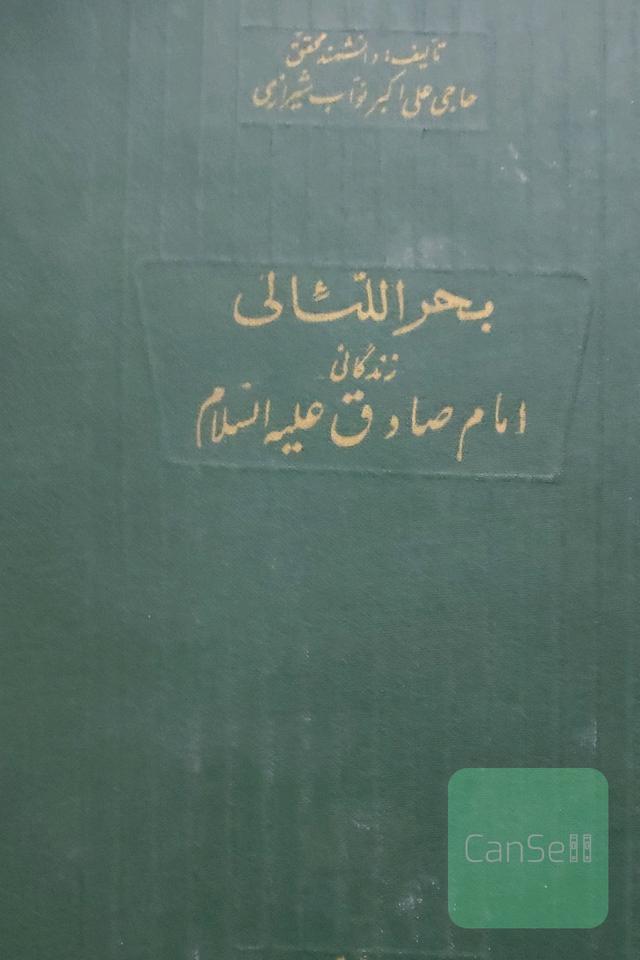 تألیف: دانشمند محقق
حاجی علی اکبر نواب شیرازی
بحر اللئالی
زندگانی
امام صادق علیه السلام
CanSell